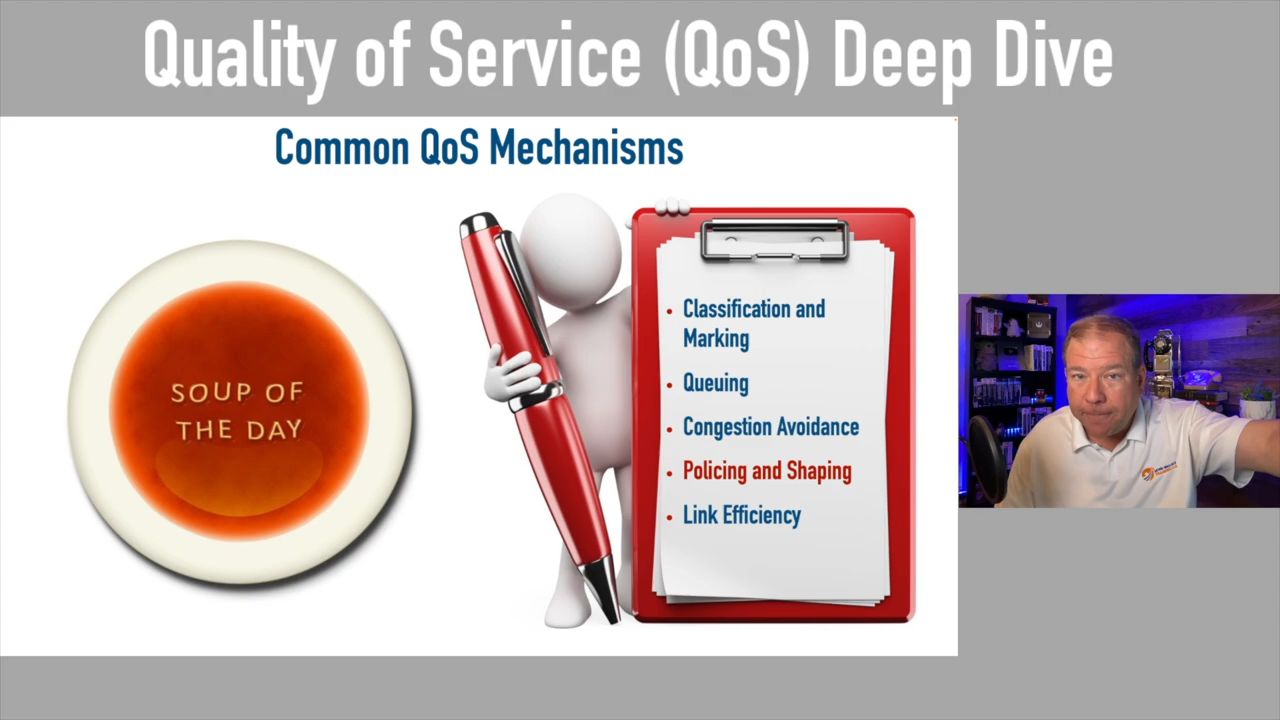 Quality of Service (QoS) Deep Dive
Common QoS Mechanisms
SOUP OF
THE DAY
• Classification and
Marking
• Queuing
• Congestion Avoidance
• Policing and Shaping
• Link Efficiency